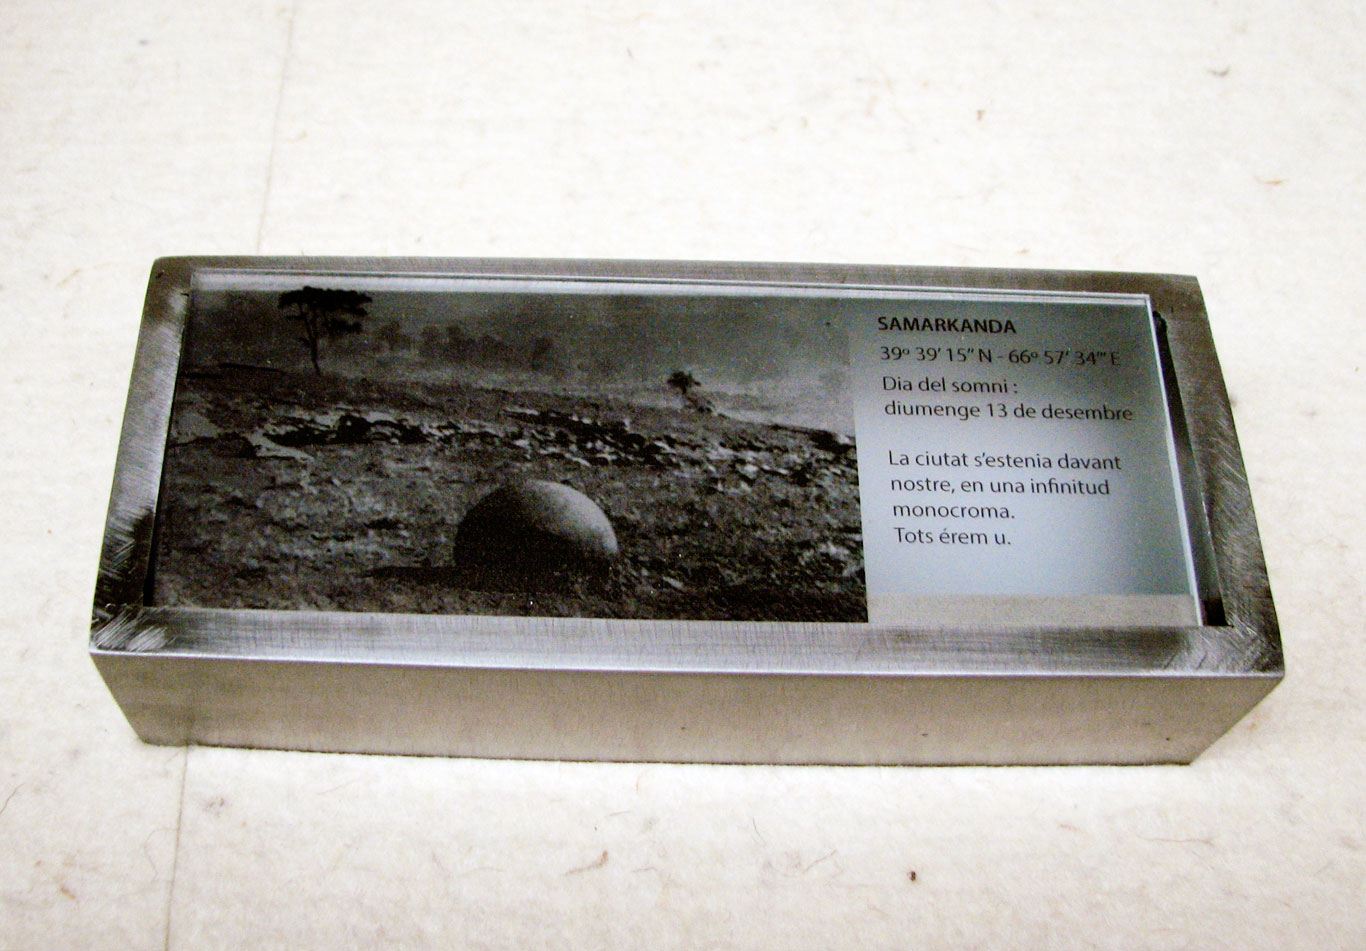 SAMARKANDA
39º 39' 15" N - 66º 57' 34"' E
Dia del somni :
diumenge 13 de desembre
La ciutat s'estenia davant
nostre, en una infinitud
monocroma.
Tots érem u.